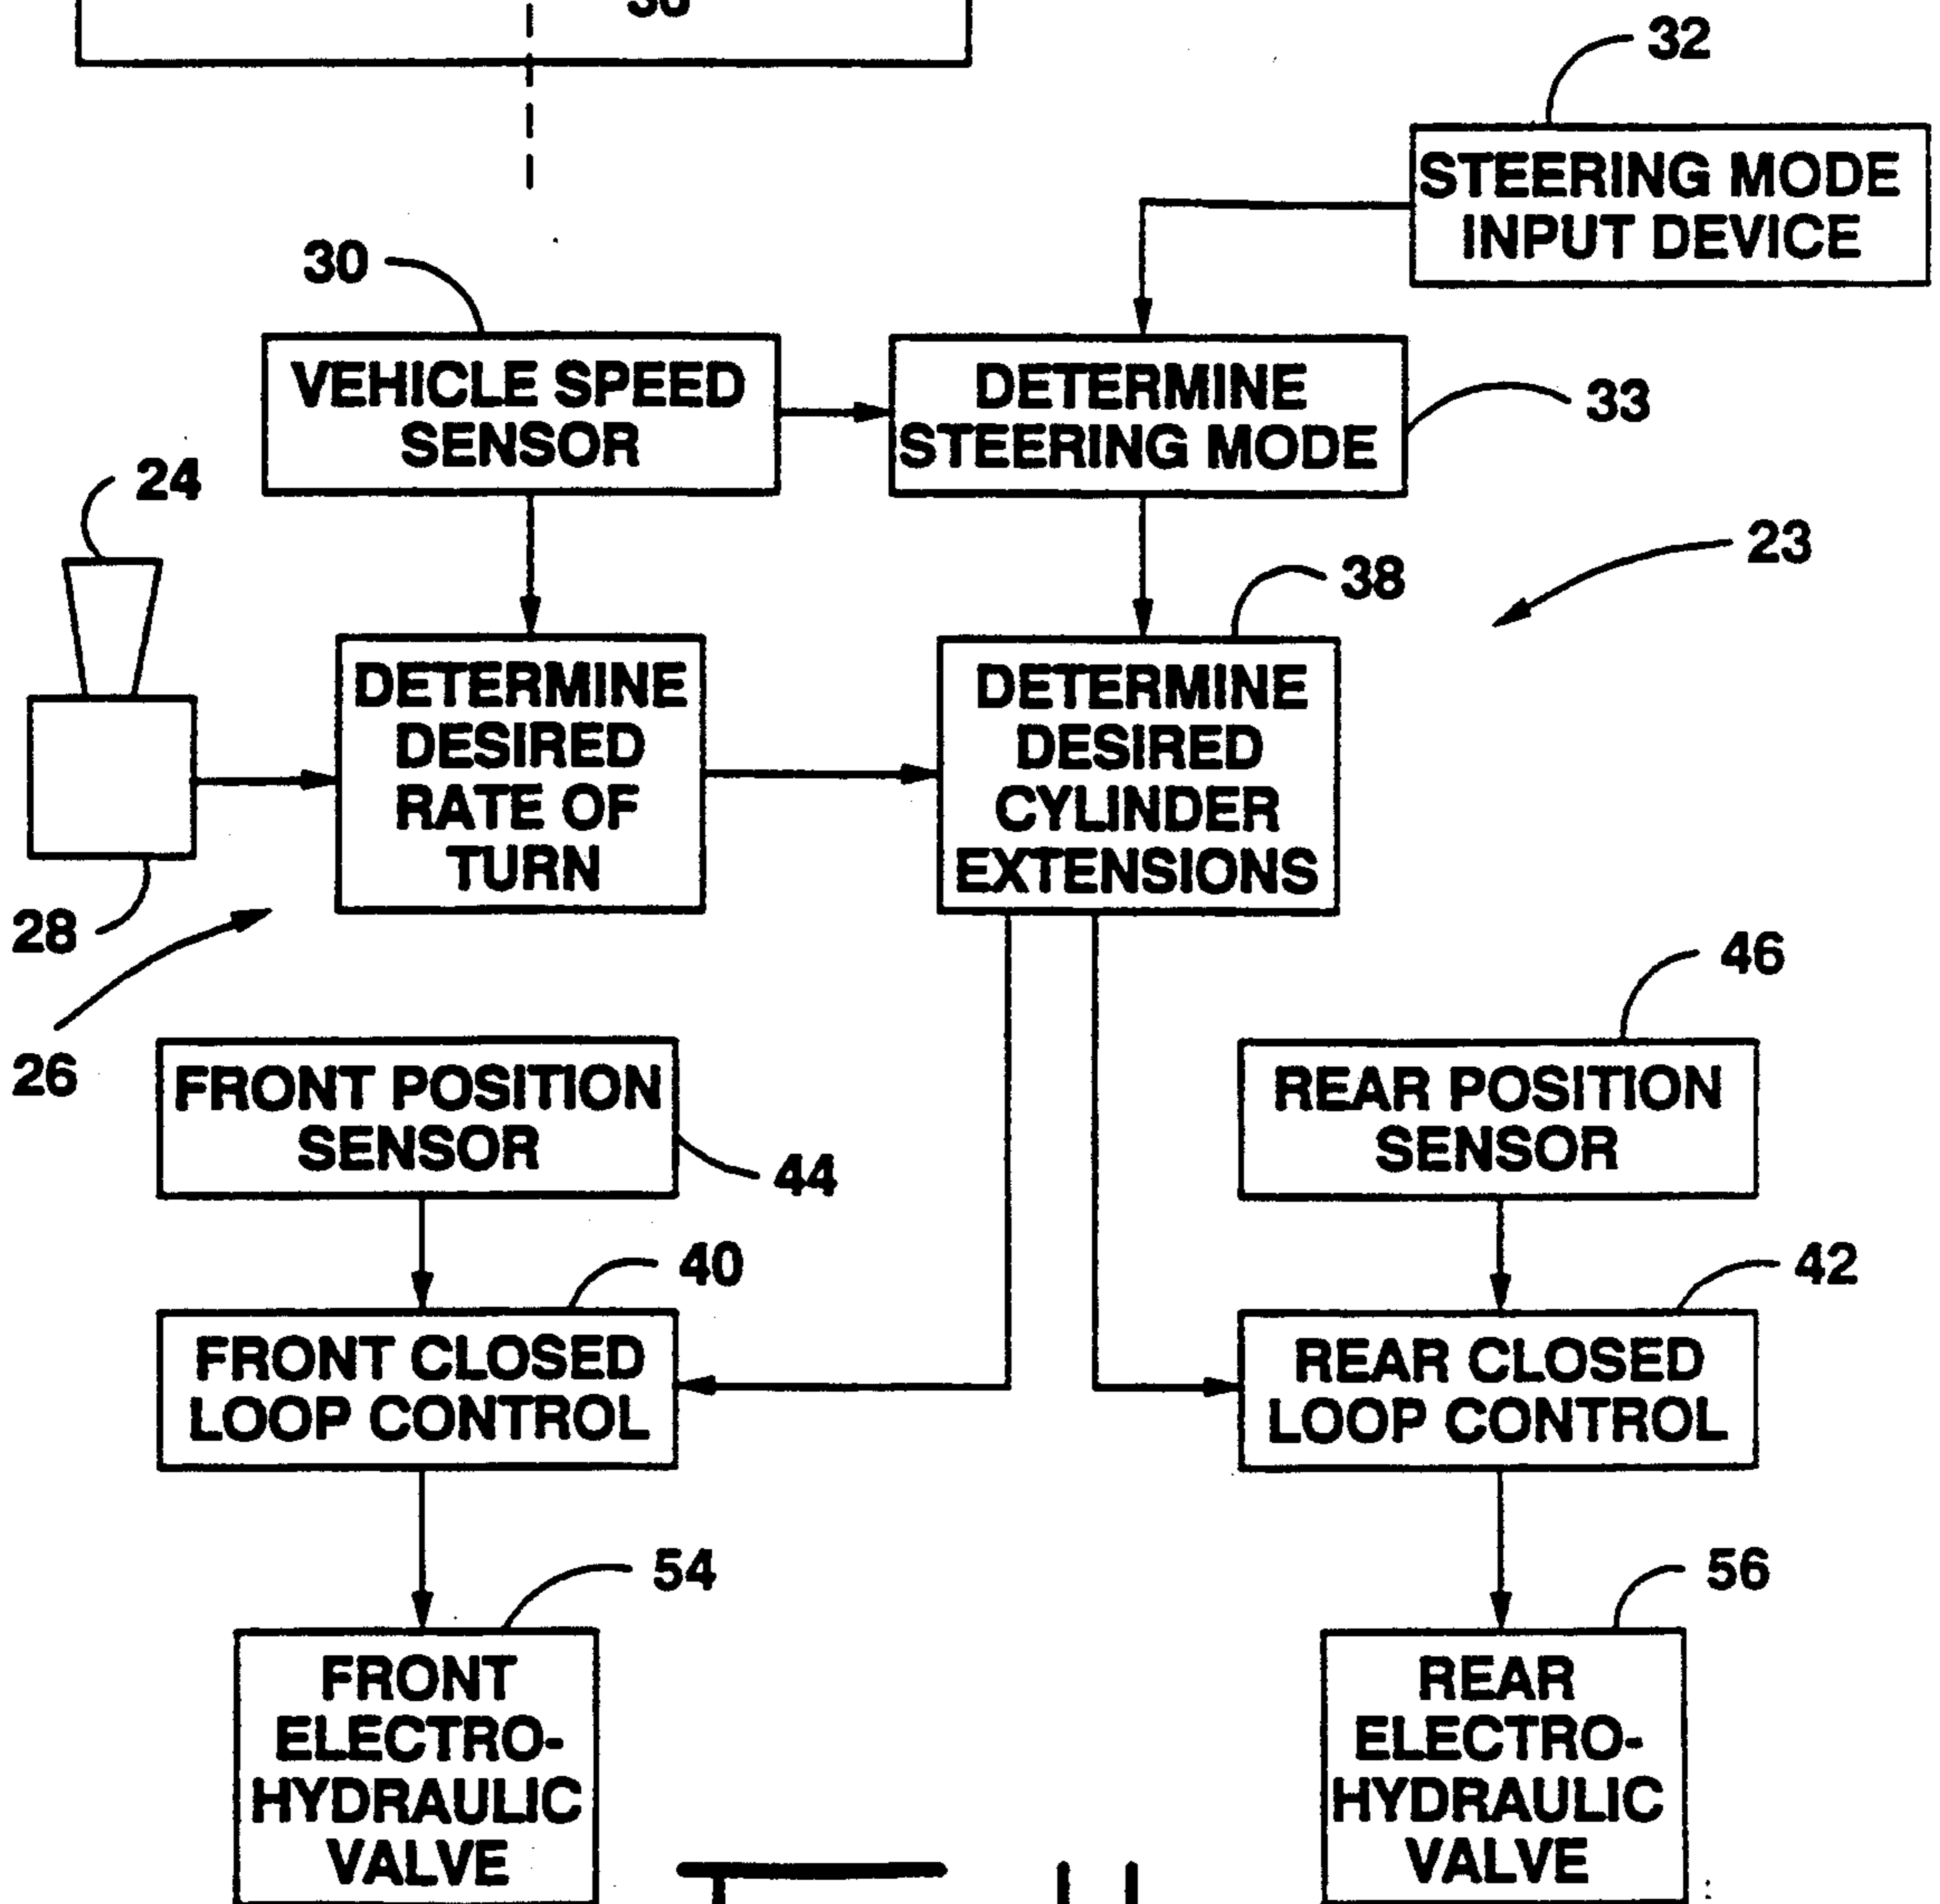 32
STEERING MODE
INPUT DEVICE
30
VEHICLE SPEED
SENSOR
DETERMINE
STEERING MODE
33
24
23
38
DETERMINE
DESIRED
RATE OF
TURN
DETERMINE
DESIRED
CYLINDER
EXTENSIONS
28
26
46
FRONT POSITION
SENSOR
44
REAR POSITION
SENSOR
40
42
FRONT CLOSED
LOOP CONTROL
REAR CLOSED
LOOP CONTROL
54
56
FRONT
ELECTRO-
HYDRAULIC
VALVE
REAR
ELECTRO-
HYDRAULIC
VALVE